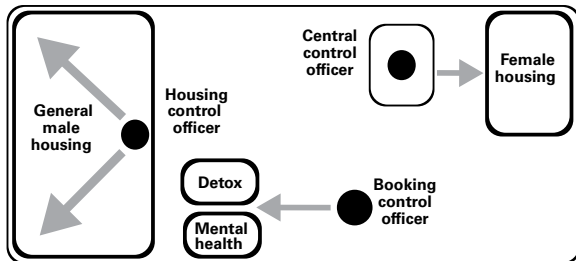 General
male
housing
Housing
control
officer
Central
control
officer
Female
housing
Detox
Mental
health
Booking
control
officer